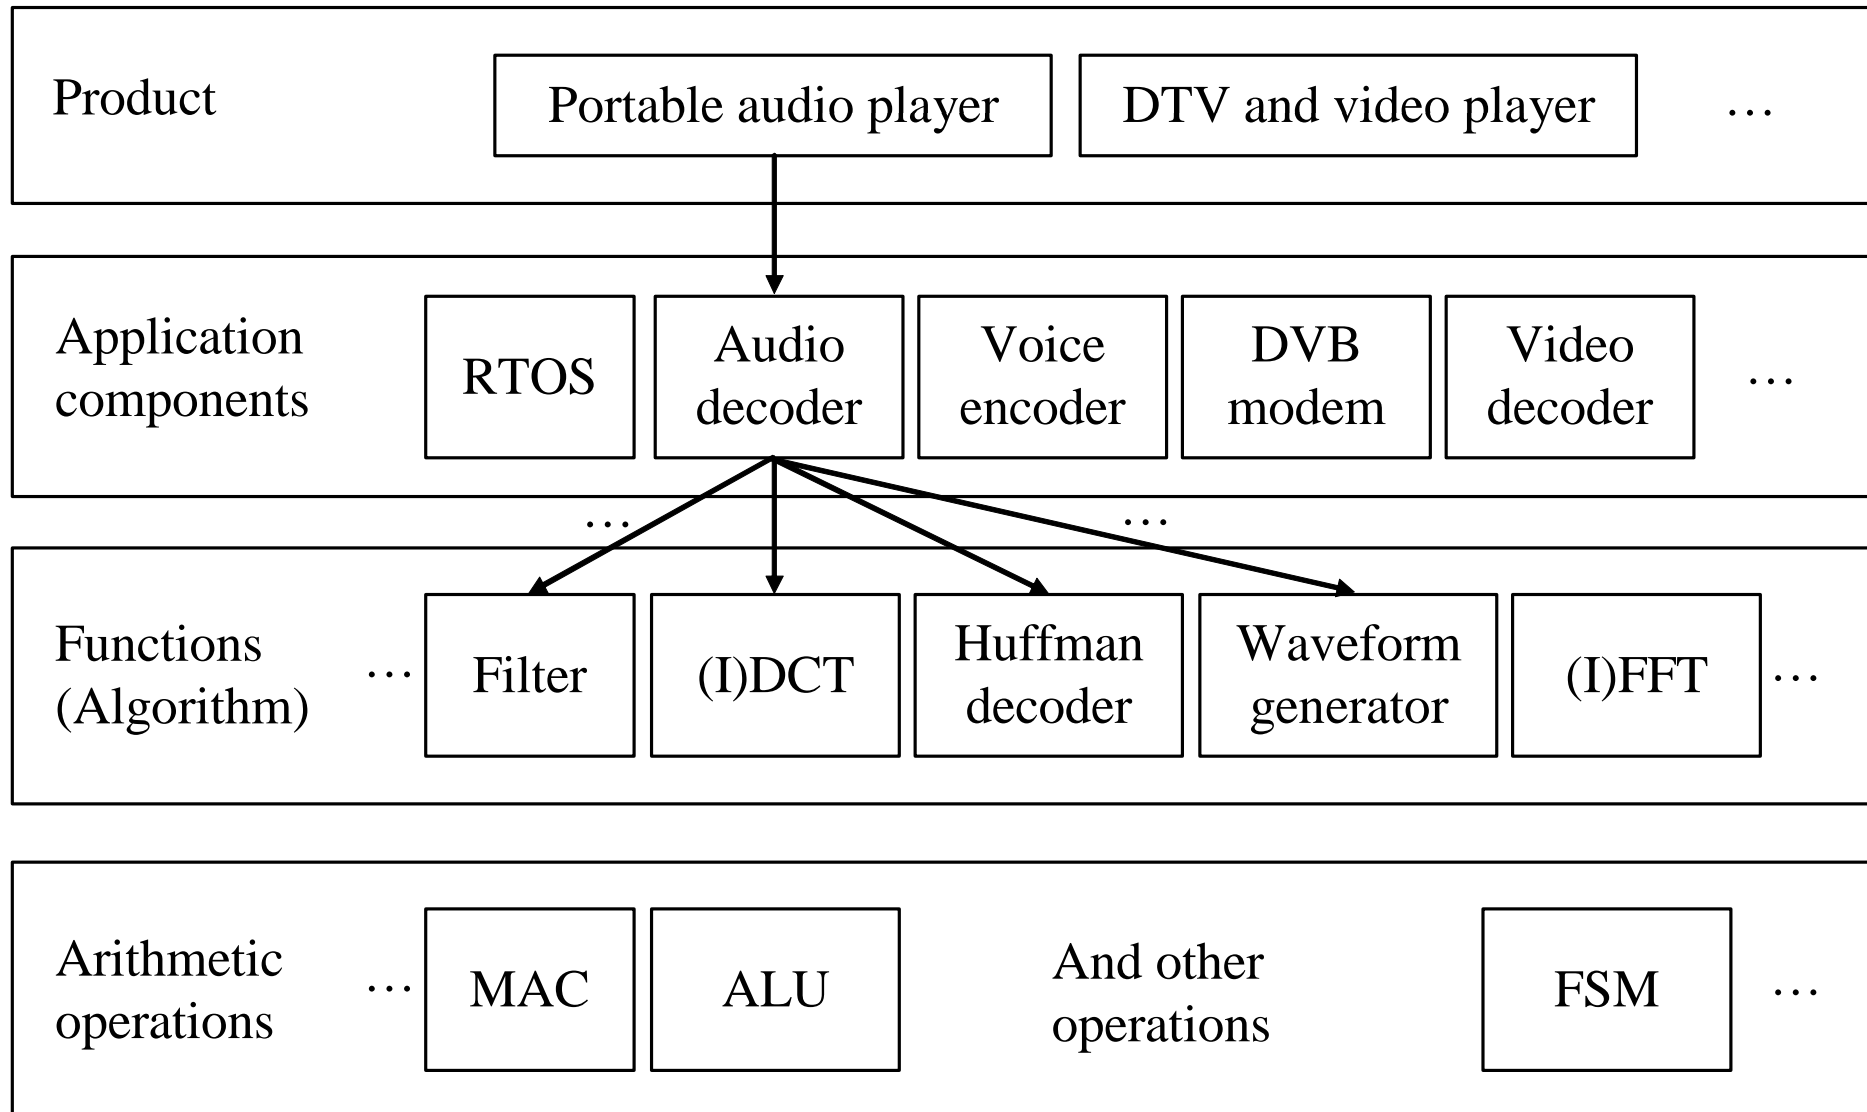 Product
Portable audio player
DTV and video player
…
Application
components
RTOS
Audio
decoder
Voice
encoder
DVB
modem
Video
decoder
…
…
…
Functions
(Algorithm)
…
Filter
(I)DCT
Huffman
decoder
Waveform
generator
(I)FFT
…
Arithmetic
operations
…
MAC
ALU
And other
operations
FSM
…